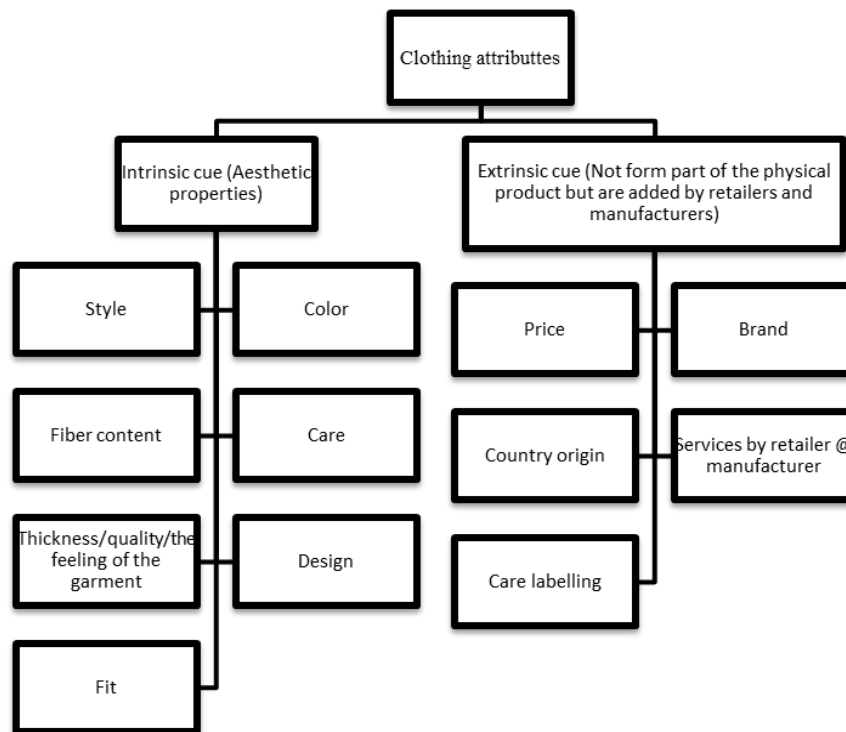 Clothing attributtes
Intrinsic cue (Aesthetic
properties)
Extrinsic cue (Not form part of the physical
product but are added by retailers and
manufacturers)
Style
Color
Price
Brand
Fiber content
Care
Country origin
Services by retailer @
manufacturer
Thickness/quality/the
feeling of the
garment
Design
Care labelling
Fit